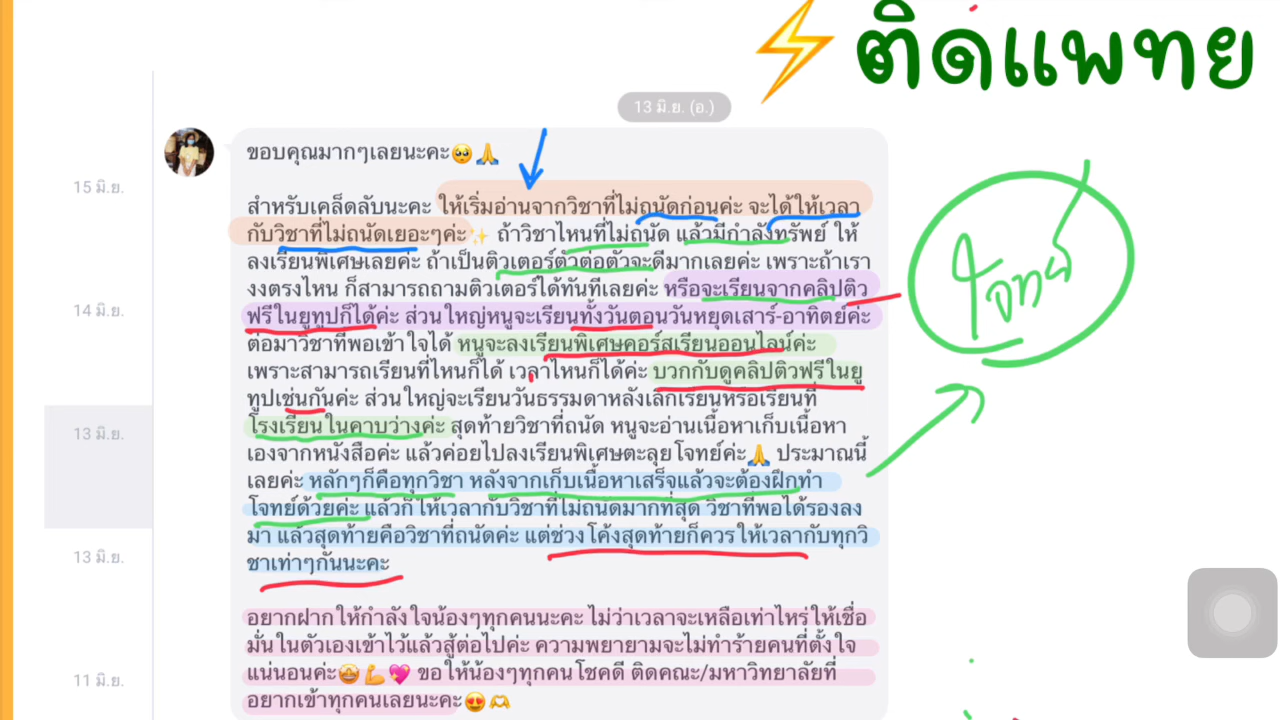 ⚡ติดแพทย
13 มิ.ย. (อ.)
ขอบคุณมากๆเลยนะคะ🥺🙏
15 มิ.ย.
สำหรับเคล็ดลับนะคะ ให้เริ่มอ่านจากวิชาที่ไม่ถนัดก่อนค่ะ จะได้ให้เวลา
กับวิชาที่ไม่ถนัดเยอะๆค่ะ✨ ถ้าวิชาไหนที่ไม่ถนัด แล้วมีกำลังทรัพย์ ให้
ลงเรียนพิเศษเลยค่ะ ถ้าเป็นติวเตอร์ตัวต่อตัวจะดีมากเลยค่ะ เพราะถ้าเรา
งงตรงไหน ก็สามารถถามติวเตอร์ได้ทันทีเลยค่ะ หรือจะเรียนจากคลิปติว
ฟรีในยูทูปก็ได้ค่ะ ส่วนใหญ่หนูจะเรียนทั้งวันตอนวันหยุดเสาร์-อาทิตย์ค่ะ
ต่อมาวิชาที่พอเข้าใจได้ หนูจะลงเรียนพิเศษคอร์สเรียนออนไลน์ค่ะ
เพราะสามารถเรียนที่ไหนก็ได้ เวลาไหนก็ได้ค่ะ บวกกับดูคลิปติวฟรีในยู
ทูปเช่นกันค่ะ ส่วนใหญ่จะเรียนวันธรรมดาหลังเลิกเรียนหรือเรียนที่
โรงเรียนในคาบว่างค่ะ สุดท้ายวิชาที่ถนัด หนูจะอ่านเนื้อหาเก็บเนื้อหา
เองจากหนังสือค่ะ แล้วค่อยไปลงเรียนพิเศษตะลุยโจทย์ค่ะ🙏 ประมาณนี้
เลยค่ะ หลักๆก็คือทุกวิชา หลังจากเก็บเนื้อหาเสร็จแล้วจะต้องฝึกทำ
โจทย์ด้วยค่ะ แล้วก็ให้เวลากับวิชาที่ไม่ถนัดมากที่สุด วิชาที่พอได้รองลง
มา แล้วสุดท้ายคือวิชาที่ถนัดค่ะ แต่ช่วงโค้งสุดท้ายก็ควรให้เวลากับทุกวิ
ชาเท่าๆกันนะคะ
อยากฝากให้กำลังใจน้องๆทุกคนนะคะ ไม่ว่าเวลาจะเหลือเท่าไหร่ให้เชื่อ
มั่นในตัวเองเข้าไว้แล้วสู้ต่อไปค่ะ ความพยายามจะไม่ทำร้ายคนที่ตั้งใจ
แน่นอนค่ะ🤩💪💖 ขอให้น้องๆทุกคนโชคดี ติดคณะ/มหาวิทยาลัยที่
อยากเข้าทุกคนเลยนะคะ😍🫶
โจทย์
14 มิ.ย.
13 มิ.ย.
13 มิ.ย.
11 มิ.ย.